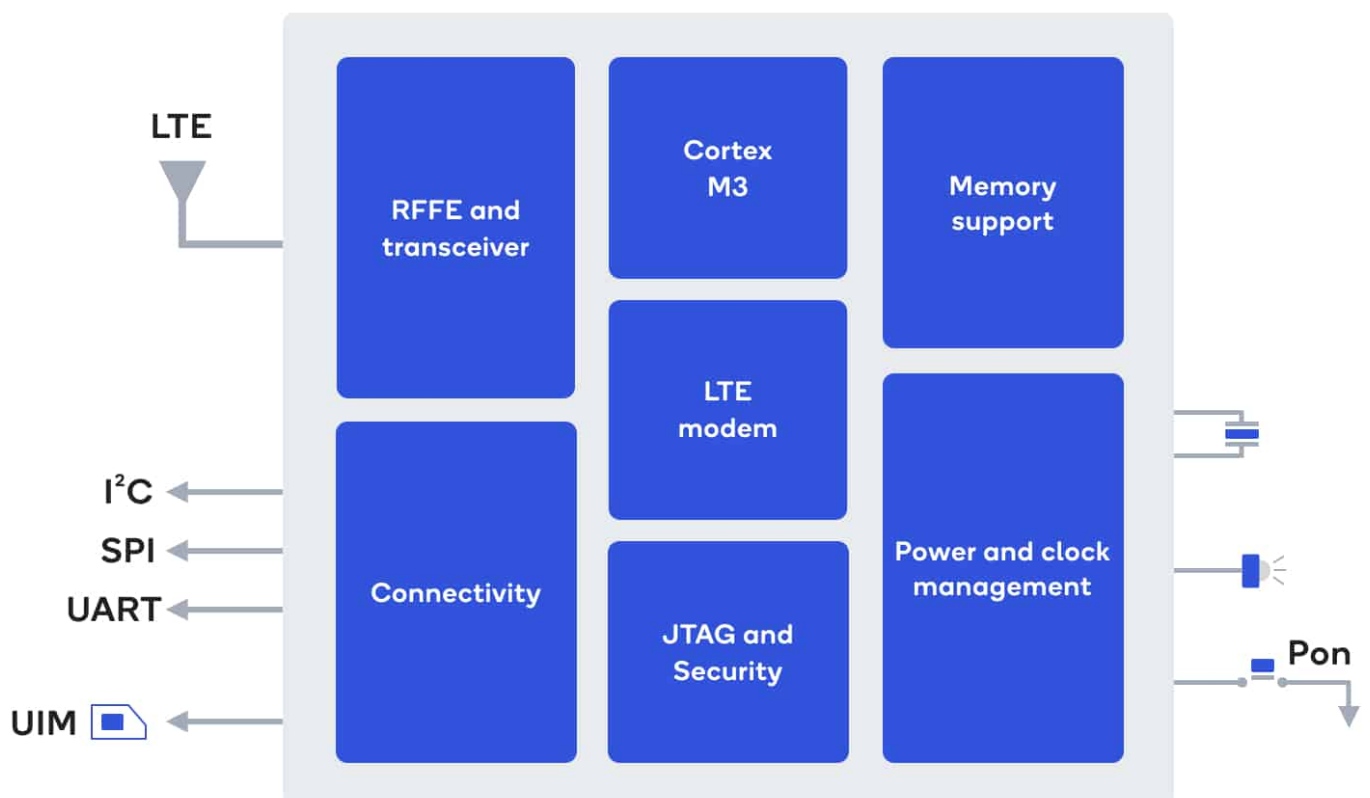 LTE
RFFE and
transceiver
Cortex
M3
Memory
support
LTE
modem
I²C
SPI
UART
UIM
Connectivity
JTAG and
Security
Power and clock
management
Pon